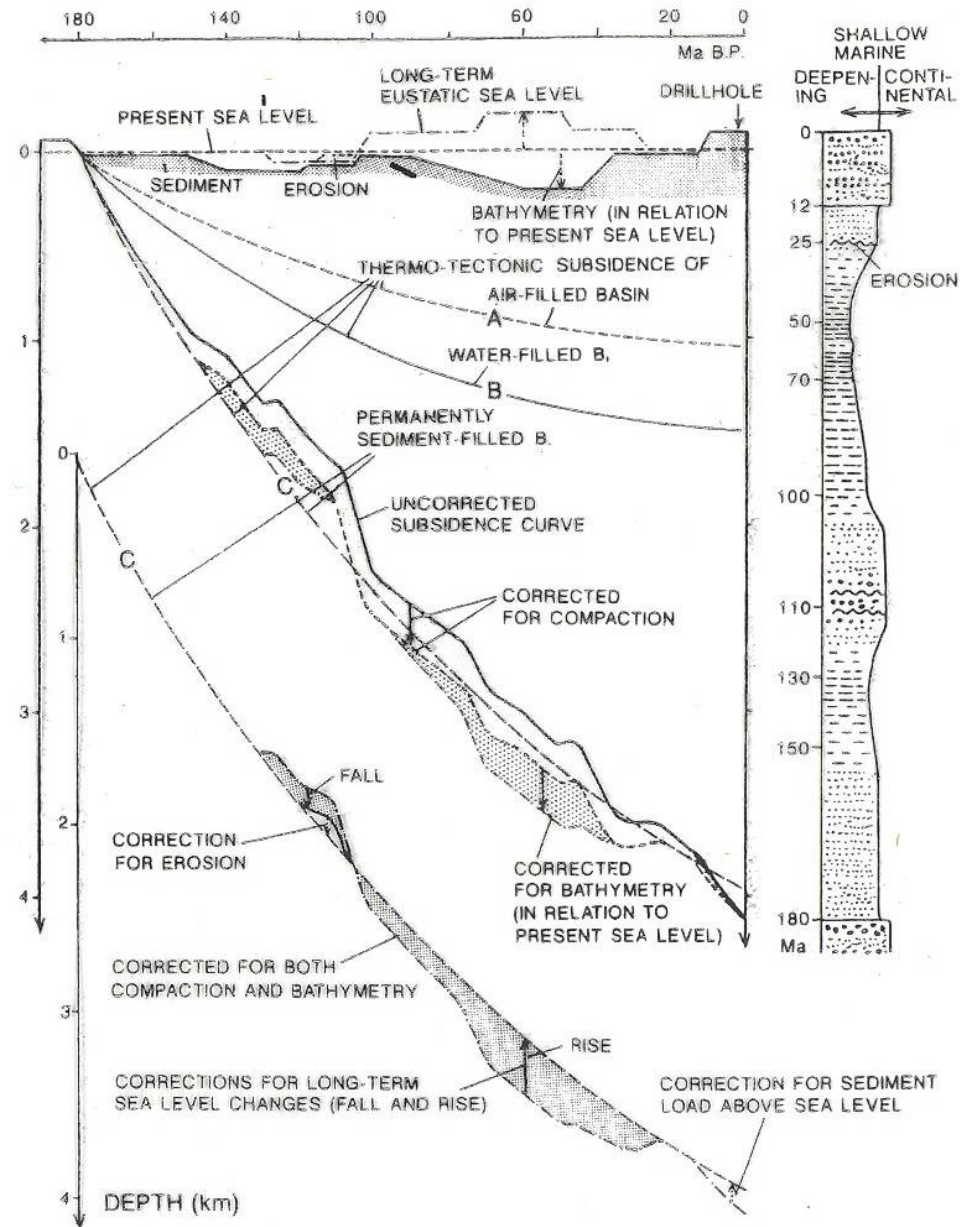 180 140 100 60 20 0
Ma B.P.
SHALLOW
MARINE
DEEPEN- CONTI-
ING NENTAL
LONG-TERM
EUSTATIC SEA LEVEL
DRILLHOLE
PRESENT SEA LEVEL
0
SEDIMENT
EROSION
BATHYMETRY (IN RELATION
TO PRESENT SEA LEVEL)
THERMO-TECTONIC SUBSIDENCE OF
AIR-FILLED BASIN
A
WATER-FILLED B,
B
1
PERMANENTLY
SEDIMENT-FILLED B.
0
C
UNCORRECTED
SUBSIDENCE CURVE
2
C
CORRECTED
FOR COMPACTION
1
3
FALL
CORRECTION
FOR EROSION
2
CORRECTED
FOR BATHYMETRY
(IN RELATION TO
PRESENT SEA LEVEL)
4
CORRECTED FOR BOTH
COMPACTION AND BATHYMETRY
3
RISE
CORRECTIONS FOR LONG-TERM
SEA LEVEL CHANGES (FALL AND RISE)
CORRECTION FOR SEDIMENT
LOAD ABOVE SEA LEVEL
4
DEPTH (km)
0
12
25
EROSION
50
70
100
110
130
150
180
Ma